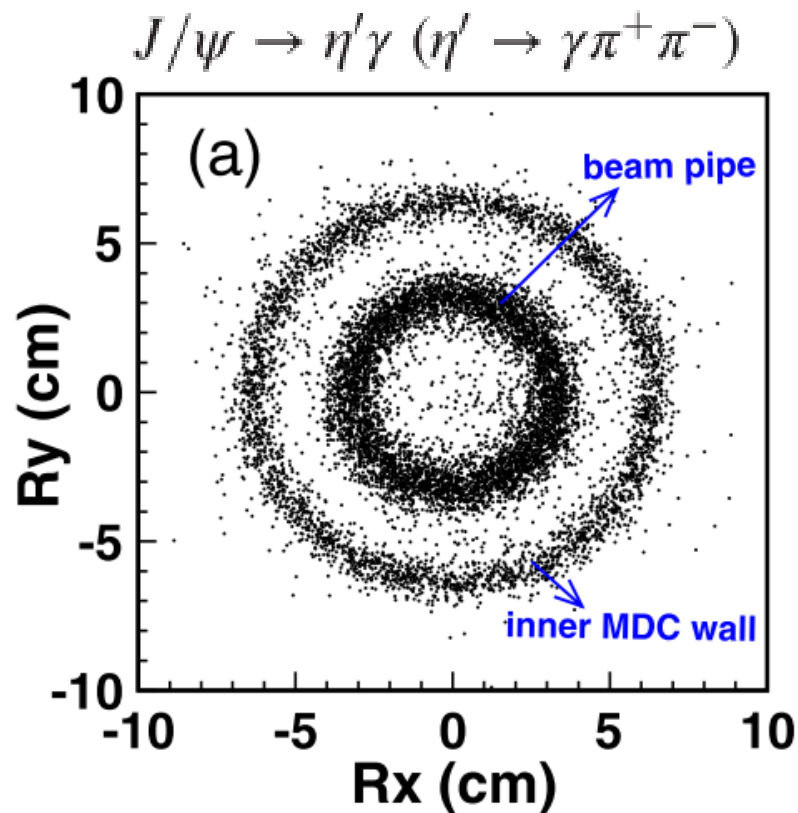 J/ψ → η′γ (η′ → γπ⁺π⁻)
10
(a)
beam pipe
5
Ry (cm)
0
-5
inner MDC wall
-10
-10 -5 0 5 10
Rx (cm)